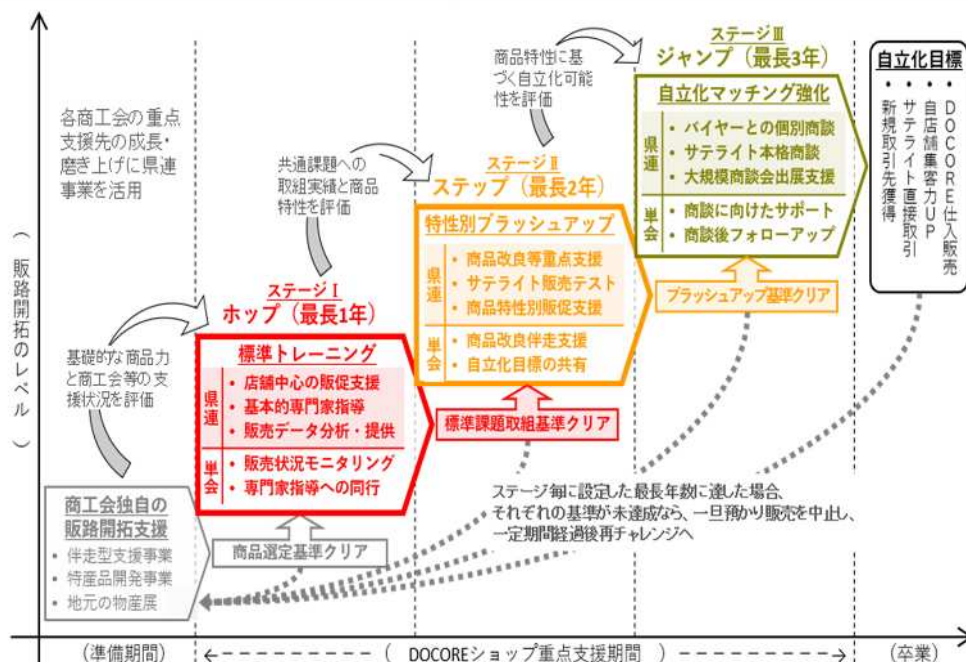 （販路開拓のレベル）
各商工会の重点
支援先の成長・
磨き上げに県連
事業を活用
基礎的な商品力
と商工会等の支
援状況を評価
商工会独自の
販路開拓支援
・伴走型支援事業
・特産品開発事業
・地元の物産展
商品選定基準クリア
ステージⅠ
ホップ（最長1年）
標準トレーニング
県連
・店舗中心の販促支援
・基本的専門家指導
・販売データ分析・提供
単会
・販売状況モニタリング
・専門家指導への同行
共通課題への
取組実績と商品
特性を評価
標準課題取組基準クリア
ステージⅡ
ステップ（最長2年）
特性別ブラッシュアップ
県連
・商品改良等重点支援
・サテライト販売テスト
・商品特性別販促支援
単会
・商品改良伴走支援
・自立化目標の共有
商品特性に基
づく自立化可能
性を評価
ブラッシュアップ基準クリア
ステージⅢ
ジャンプ（最長3年）
自立化マッチング強化
県連
・バイヤーとの個別商談
・サテライト本格商談
・大規模商談会出展支援
単会
・商談に向けたサポート
・商談後フォローアップ
自立化目標
・DOCORE仕入販売
・自店舗集客力UP
・サテライト直接取引
・新規取引先獲得
ステージ毎に設定した最長年数に達した場合、
それぞれの基準が未達成なら、一旦預かり販売を中止し、
一定期間経過後再チャレンジへ
（準備期間）
（ DOCOREショップ重点支援期間 ）
（卒業）